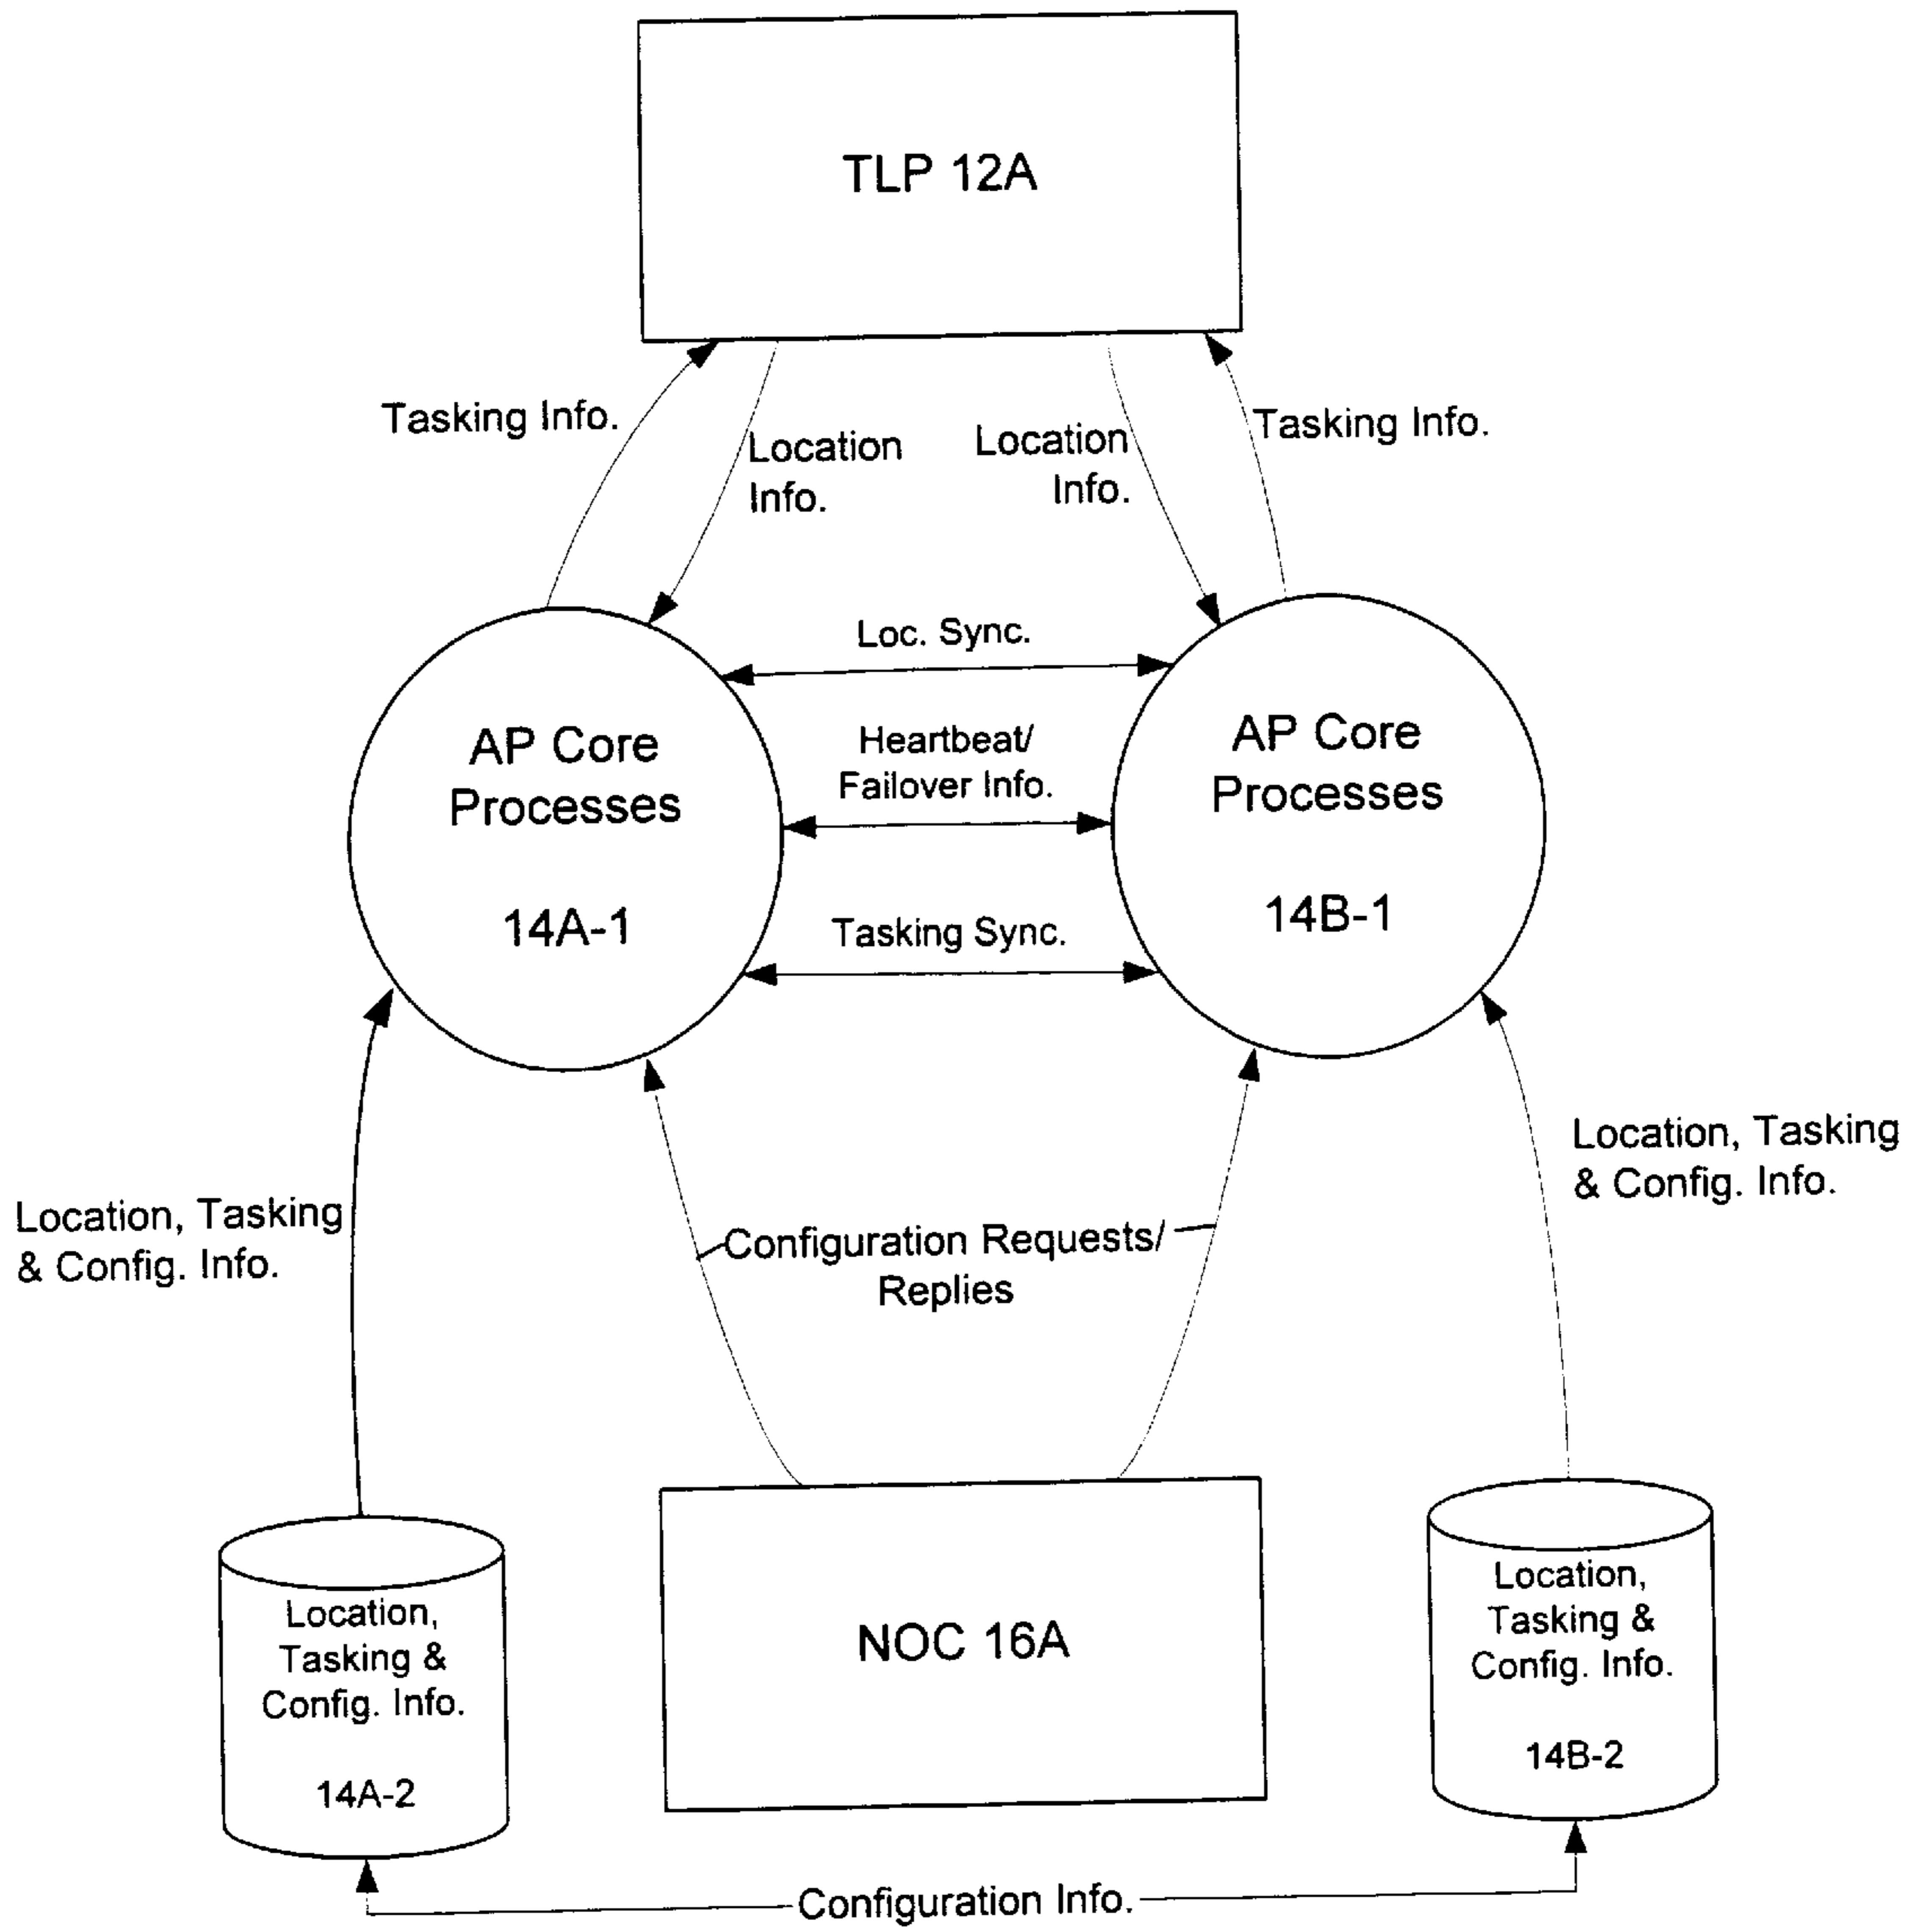 TLP 12A
Tasking Info.
Location
Info.
Location
Info.
Tasking Info.
Loc. Sync.
Heartbeat/
Failover Info.
Tasking Sync.
AP Core
Processes
14A-1
AP Core
Processes
14B-1
Location, Tasking
& Config. Info.
Configuration Requests/
Replies
Location, Tasking
& Config. Info.
Location,
Tasking &
Config. Info.
14A-2
NOC 16A
Location,
Tasking &
Config. Info.
14B-2
Configuration Info.